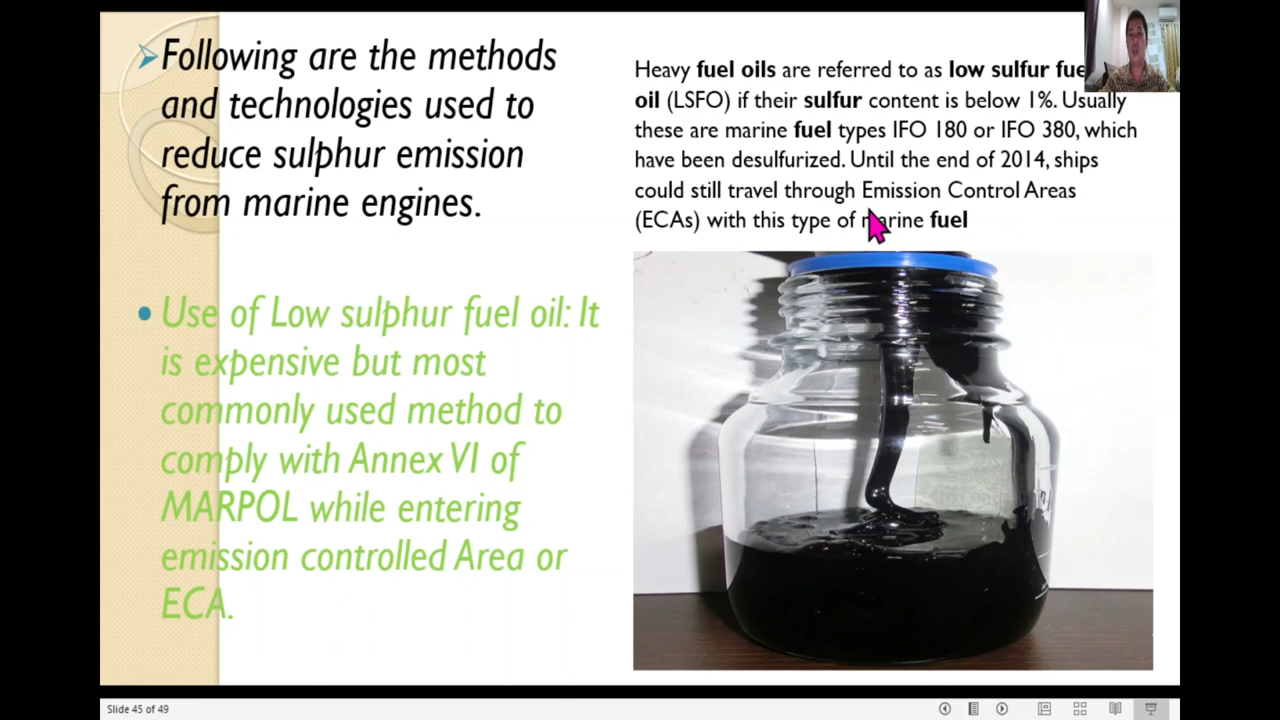 Following are the methods
and technologies used to
reduce sulphur emission
from marine engines.
Use of Low sulphur fuel oil: It
is expensive but most
commonly used method to
comply with Annex VI of
MARPOL while entering
emission controlled Area or
ECA.
Heavy fuel oils are referred to as low sulfur
oil (LSFO) if their sulfur content is below 1%. Usually
these are marine fuel types IFO 180 or IFO 380, which
have been desulfurized. Until the end of 2014, ships
could still travel through Emission Control Areas
(ECAs) with this type of marine fuel
Slide 45 of 49